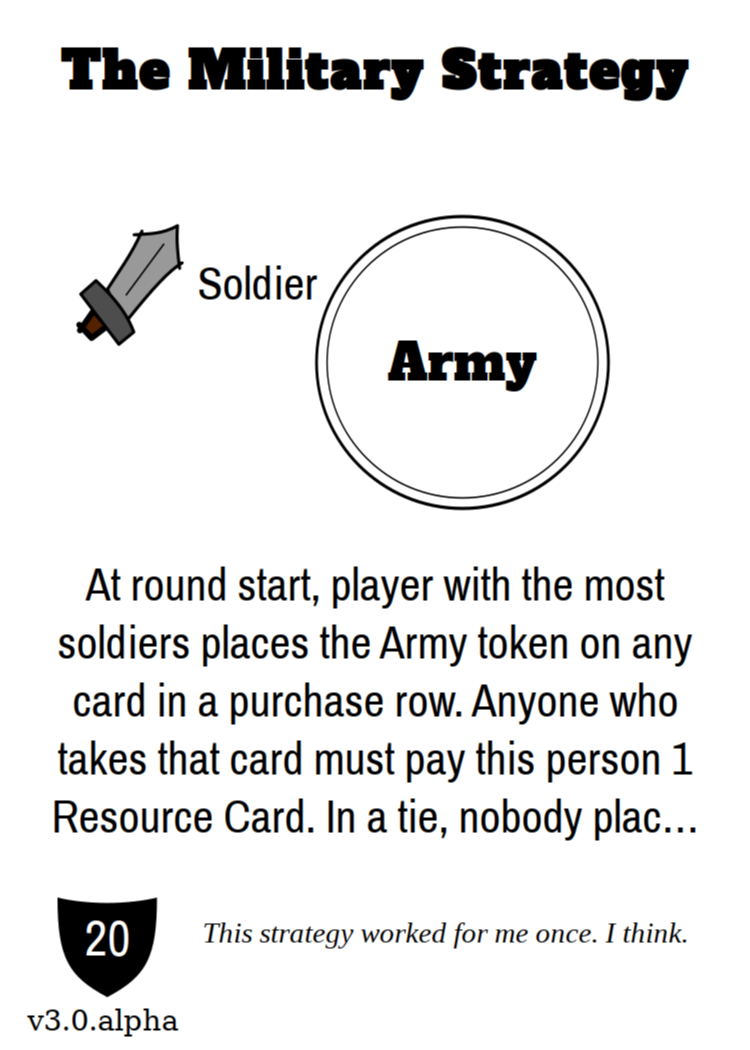 The Military Strategy
Soldier
Army
At round start, player with the most
soldiers places the Army token on any
card in a purchase row. Anyone who
takes that card must pay this person 1
Resource Card. In a tie, nobody plac...
20
This strategy worked for me once. I think.
v3.0.alpha